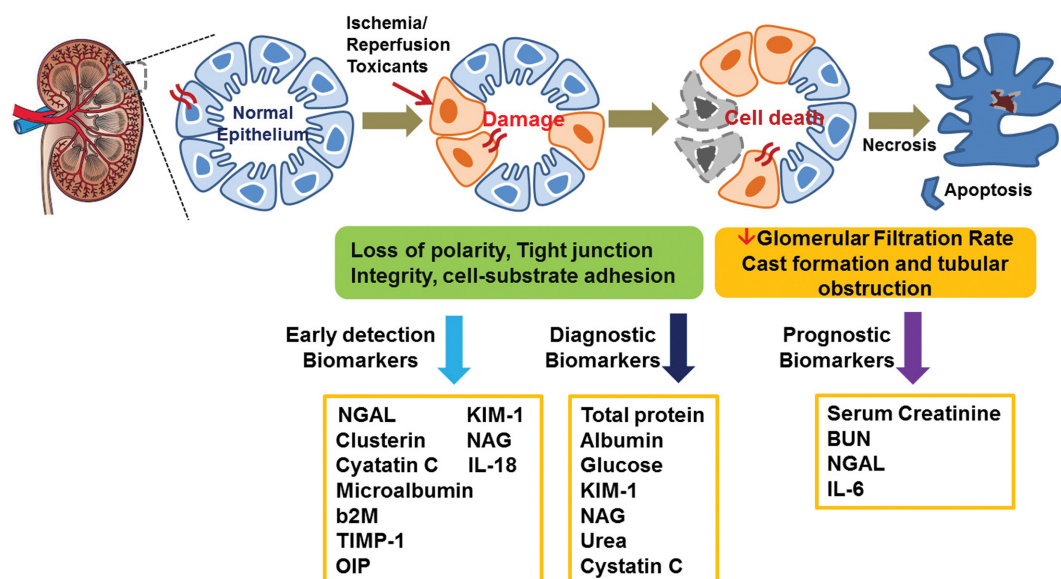 Ischemia/
Reperfusion
Toxicants
Normal
Epithelium
Damage
Cell death
Necrosis
Apoptosis
Loss of polarity, Tight junction
Integrity, cell-substrate adhesion
↓Glomerular Filtration Rate
Cast formation and tubular
obstruction
Early detection
Biomarkers
Diagnostic
Biomarkers
Prognostic
Biomarkers
NGAL KIM-1
Clusterin NAG
Cyatatin C IL-18
Microalbumin
b2M
TIMP-1
OIP
Total protein
Albumin
Glucose
KIM-1
NAG
Urea
Cystatin C
Serum Creatinine
BUN
NGAL
IL-6